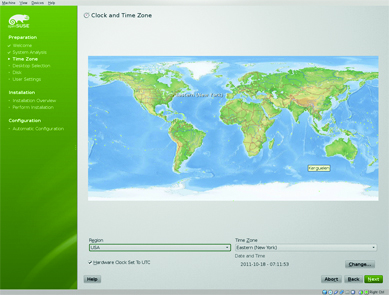 Machine View Devices Help
openSUSE
Clock and Time Zone
Preparation
Welcome
System Analysis
Time Zone
Desktop Selection
Disk
User Settings
Installation
Installation Overview
Perform Installation
Configuration
Automatic Configuration
Eastern (New York)
Kerguelen
Region
USA
Time Zone
Eastern (New York)
Hardware Clock Set To UTC
Date and Time
2011-10-18 - 07:11:53
Change...
Help
Abort
Back
Next
Right Ctrl